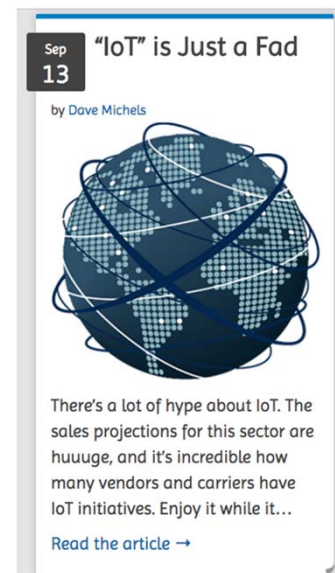 Sep
13
“IoT” is Just a Fad
by Dave Michels
There’s a lot of hype about IoT. The
sales projections for this sector are
huuuge, and it’s incredible how
many vendors and carriers have
IoT initiatives. Enjoy it while it…
Read the article →